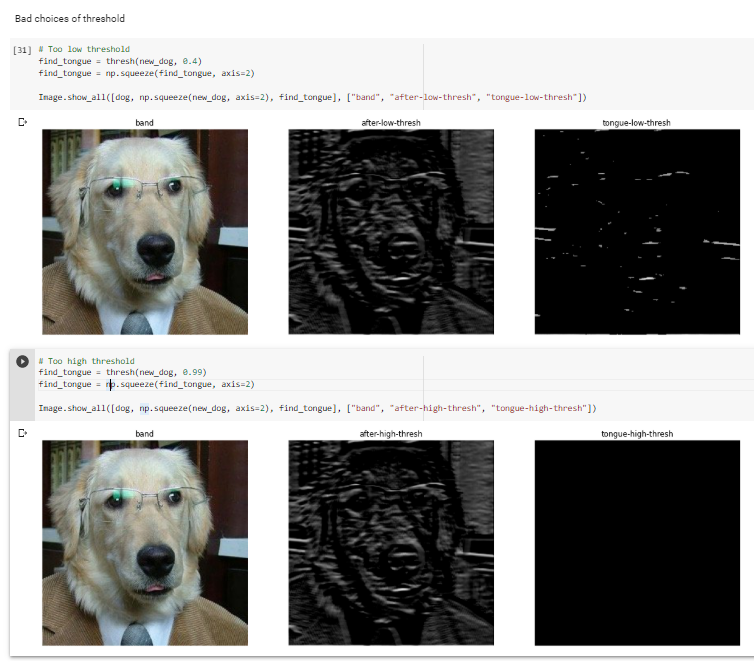 Bad choices of threshold
[31] # Too low threshold
find_tongue = thresh(new_dog, 0.4)
find_tongue = np.squeeze(find_tongue, axis=2)
Image.show_all([dog, np.squeeze(new_dog, axis=2), find_tongue], ["band", "after-low-thresh", "tongue-low-thresh"])
band after-low-thresh tongue-low-thresh
# Too high threshold
find_tongue = thresh(new_dog, 0.99)
find_tongue = np.squeeze(find_tongue, axis=2)
Image.show_all([dog, np.squeeze(new_dog, axis=2), find_tongue], ["band", "after-high-thresh", "tongue-high-thresh"])
band after-high-thresh tongue-high-thresh